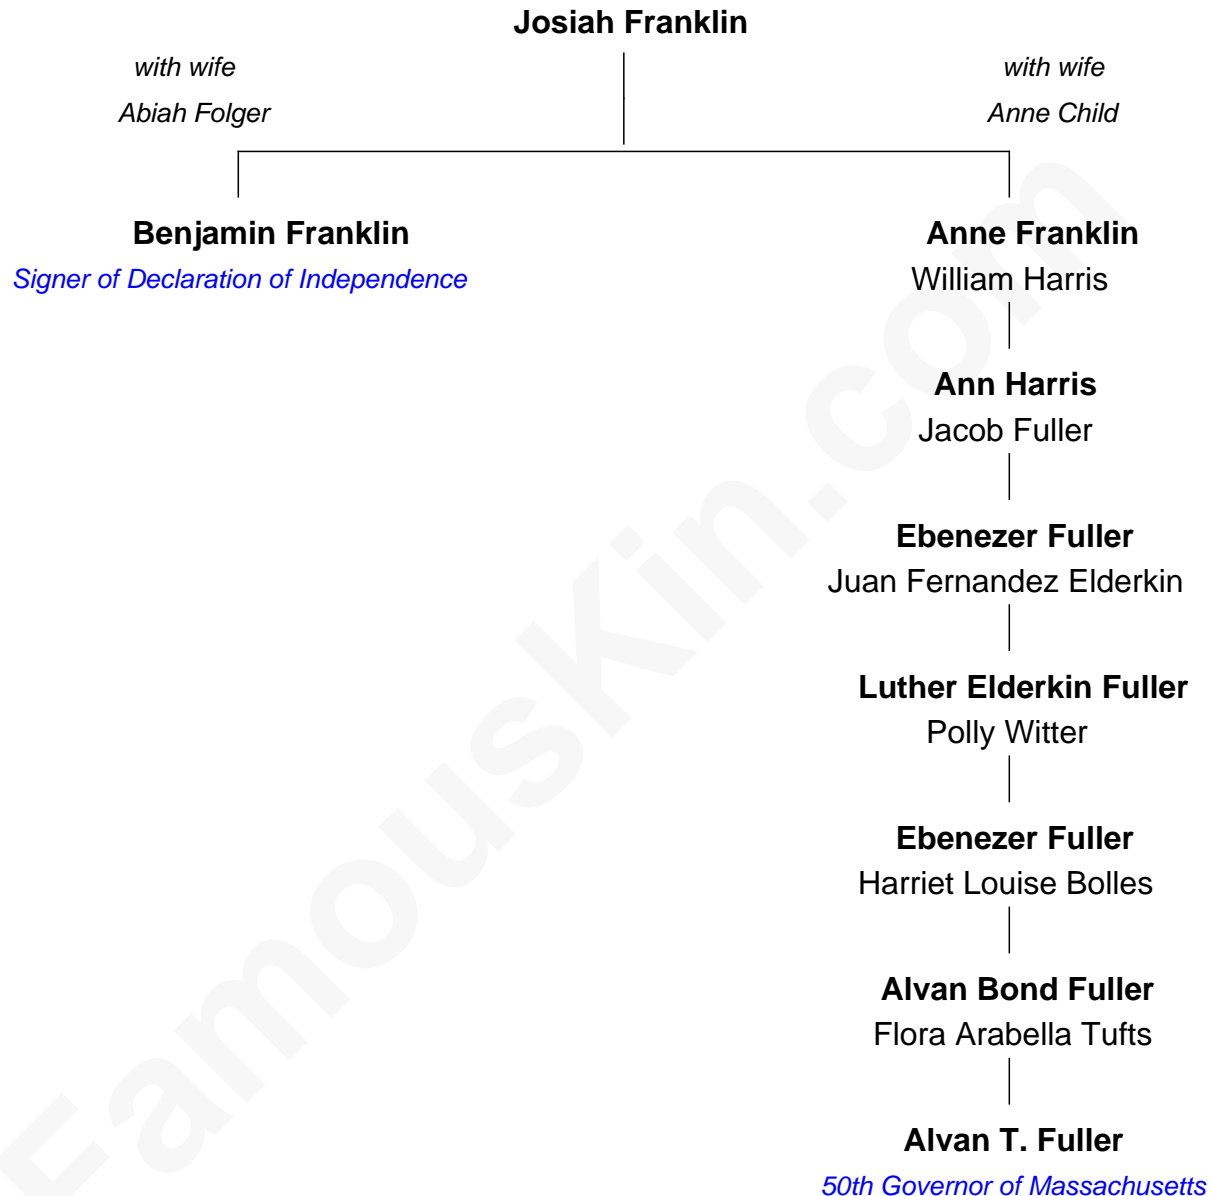 Josiah Franklin
with wife
Abiah Folger
with wife
Anne Child
Benjamin Franklin
Signer of Declaration of Independence
Anne Franklin
William Harris
Ann Harris
Jacob Fuller
Ebenezer Fuller
Juan Fernandez Elderkin
Luther Elderkin Fuller
Polly Witter
Ebenezer Fuller
Harriet Louise Bolles
Alvan Bond Fuller
Flora Arabella Tufts
Alvan T. Fuller
50th Governor of Massachusetts
FamousKin.com